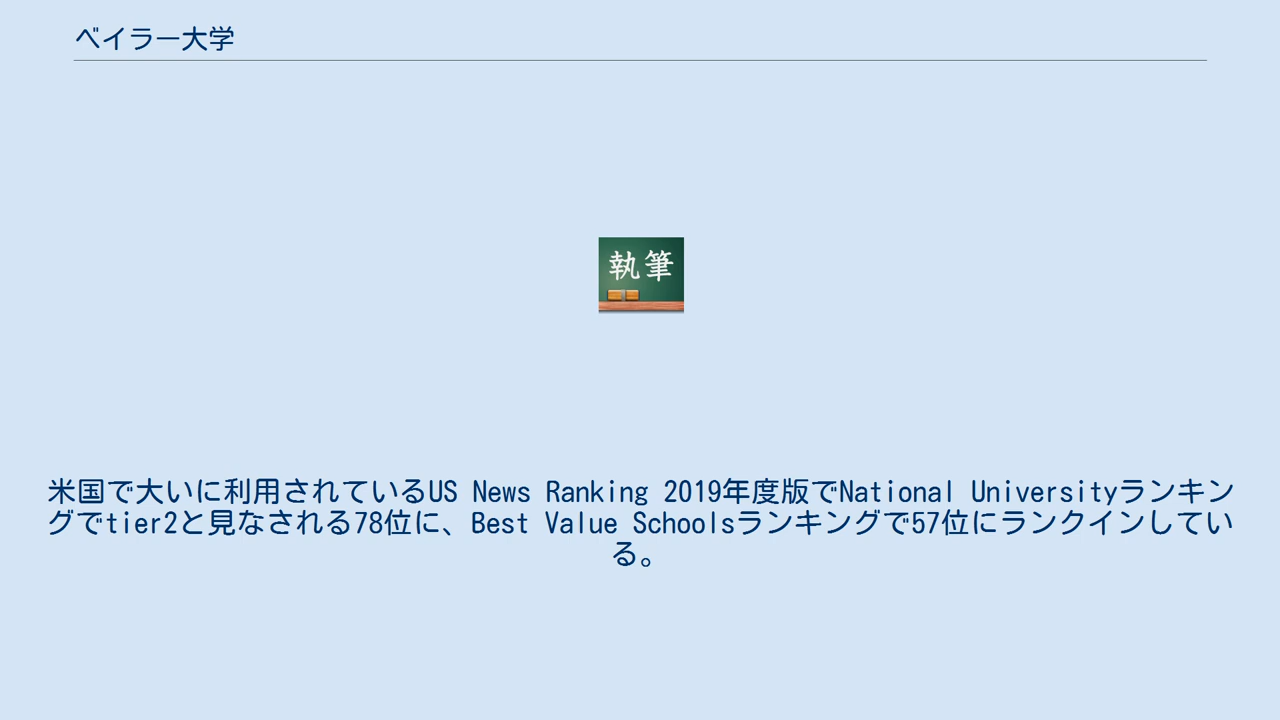 ベイラー大学
執筆
米国で大いに利用されているUS News Ranking 2019年度版でNational Universityランキン
グでtier2と見なされる78位に、Best Value Schoolsランキングで57位にランクインしてい
る。